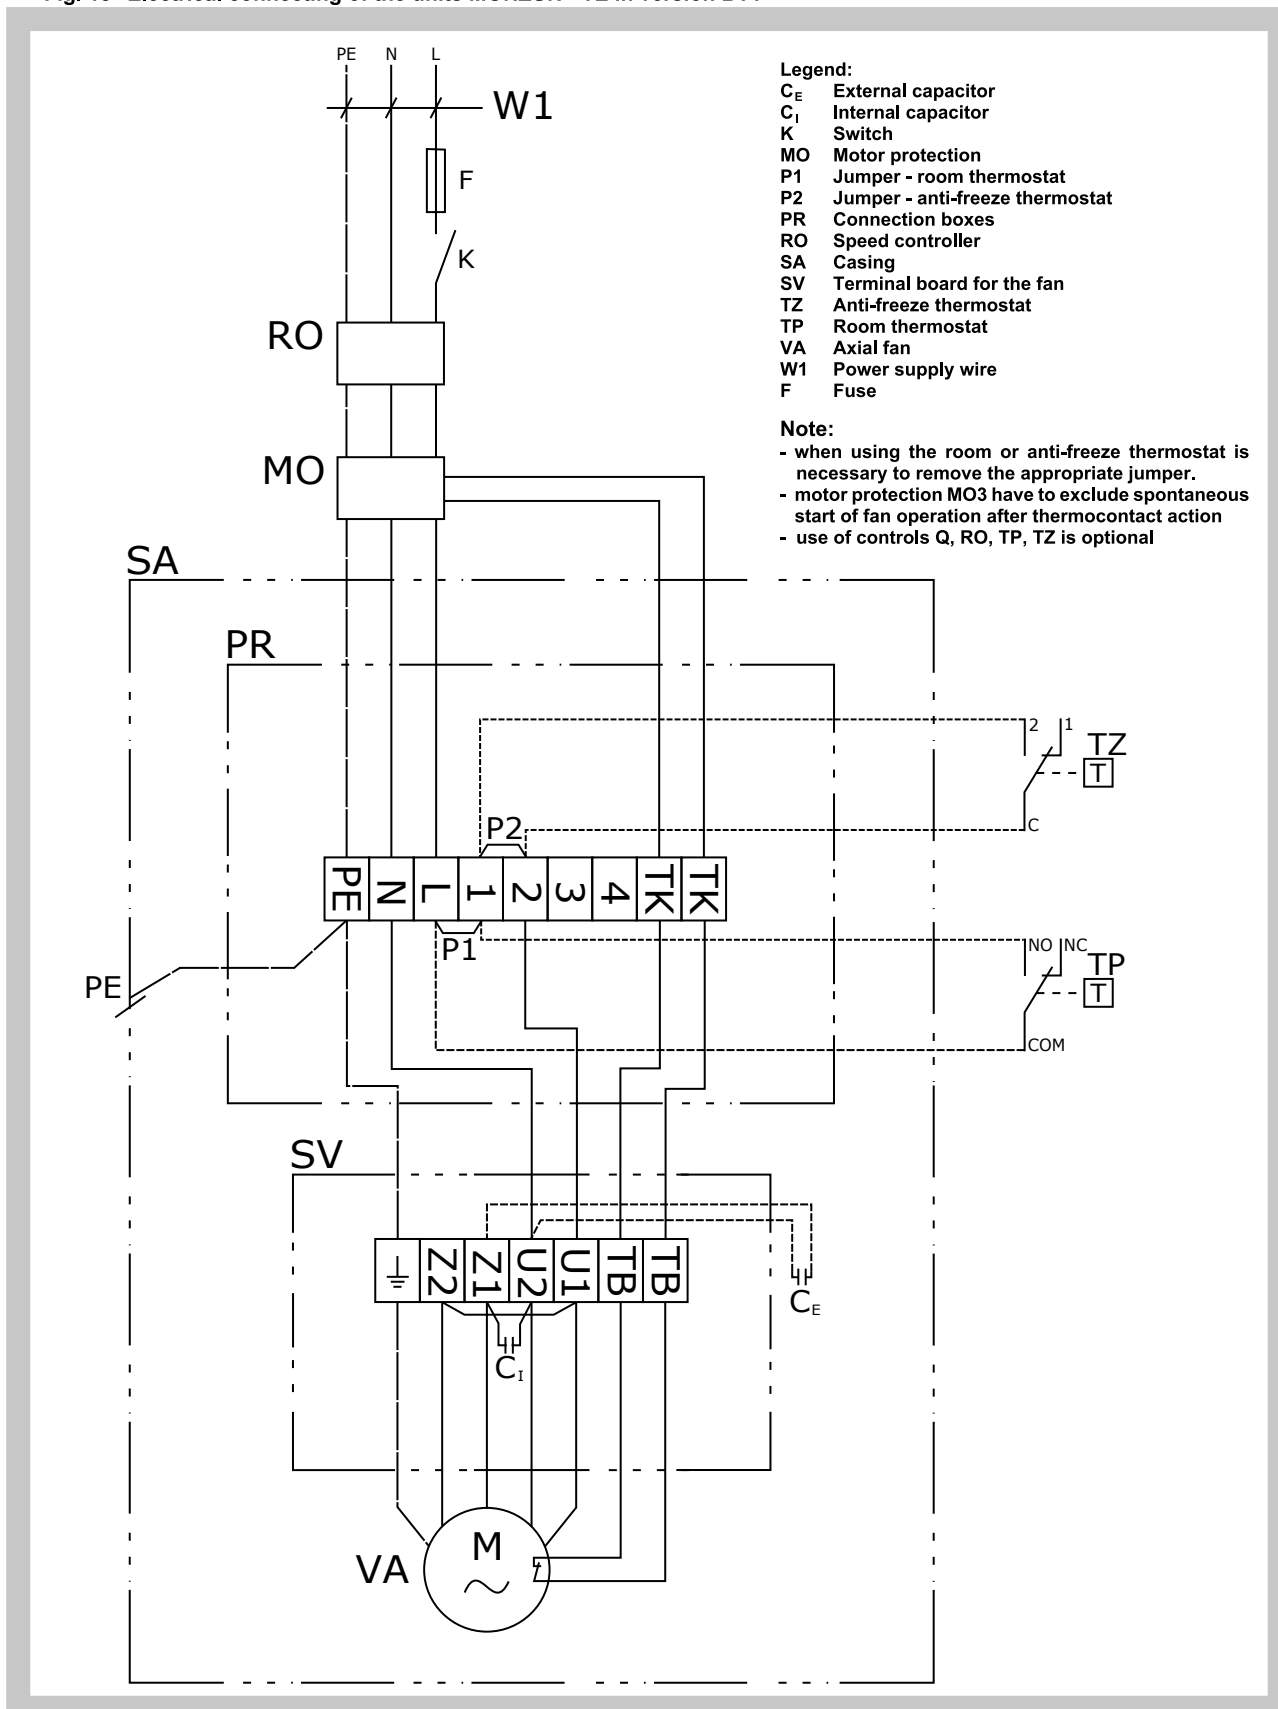 PE N L
W1
F
K
RO
MO
SA
PR
Legend:
CE External capacitor
CI Internal capacitor
K Switch
MO Motor protection
P1 Jumper - room thermostat
P2 Jumper - anti-freeze thermostat
PR Connection boxes
RO Speed controller
SA Casing
SV Terminal board for the fan
TZ Anti-freeze thermostat
TP Room thermostat
VA Axial fan
W1 Power supply wire
F Fuse
Note:
- when using the room or anti-freeze thermostat is
necessary to remove the appropriate jumper.
- motor protection MO3 have to exclude spontaneous
start of fan operation after thermocontact action
- use of controls Q, RO, TP, TZ is optional
2 1
TZ
T
C
P2
PE N L 1 2 3 4 TK TK
P1
NO NC
TP
T
COM
PE
SV
Z2 Z1 U2 U1 TB TB
CE
CI
M
VA